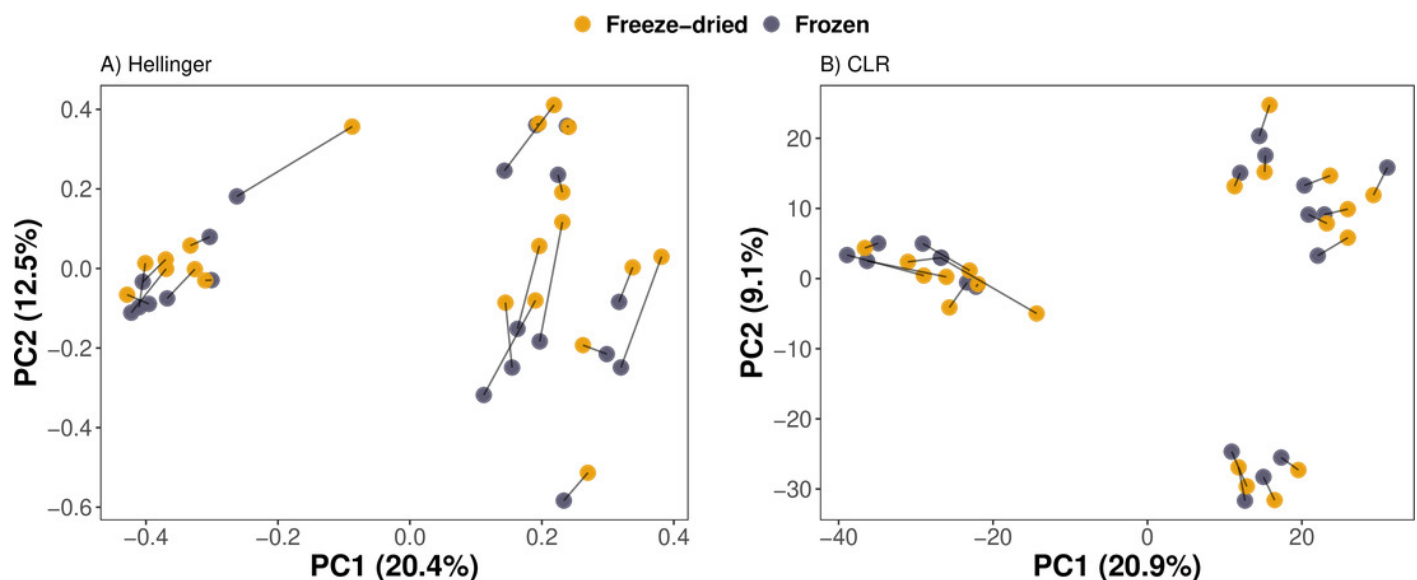 Freeze−dried Frozen
A) Hellinger
B) CLR
PC2 (12.5%)
0.4
0.2
0.0
−0.2
−0.4
−0.6
−0.4 −0.2 0.0 0.2 0.4
PC1 (20.4%)
PC2 (9.1%)
20
10
0
−10
−20
−30
−40 −20 0 20
PC1 (20.9%)